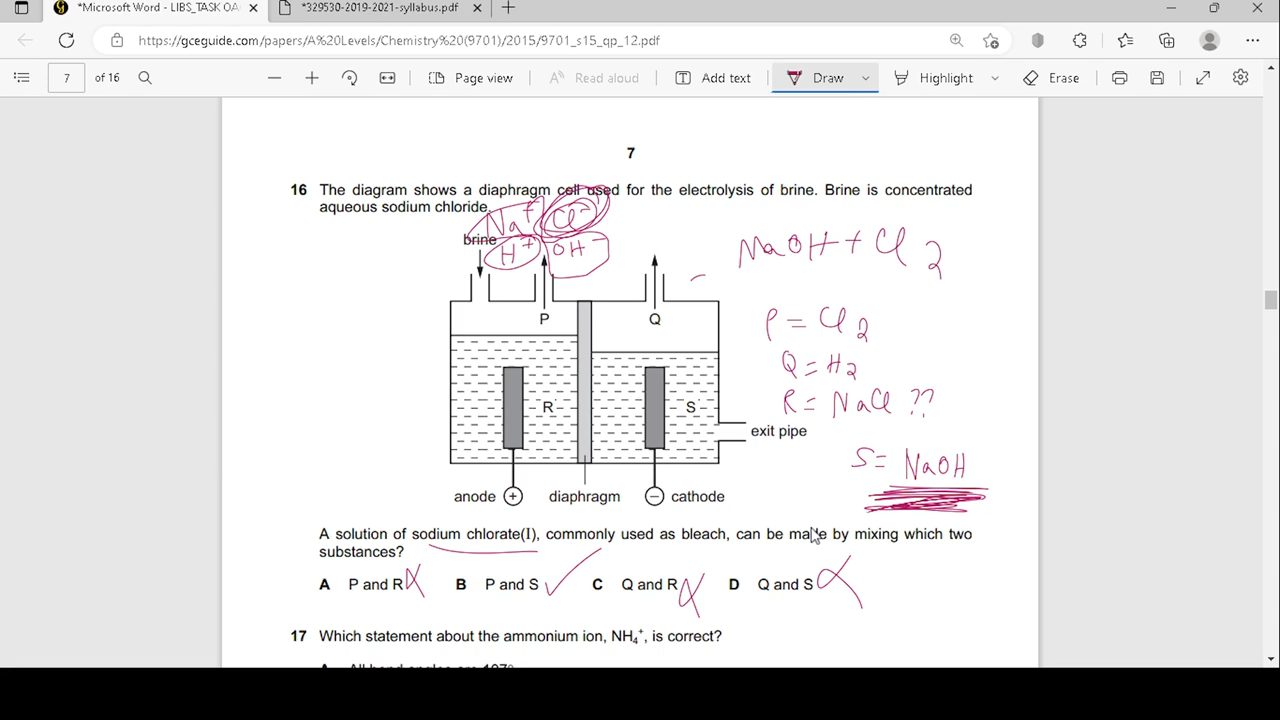 *Microsoft Word - LIBS_TASK OA
*329530-2019-2021-syllabus.pdf
https://gceguide.com/papers/A%20Levels/Chemistry%20(9701)/2015/9701_s15_qp_12.pdf
7 of 16
Page view
Read aloud
Add text
Draw
Highlight
Erase
7
16 The diagram shows a diaphragm cell used for the electrolysis of brine. Brine is concentrated
aqueous sodium chloride.
Na+ Cl-
brine
H+ OH-
NaOH + Cl2
P Q
P = Cl2
Q = H2
R S
R = NaCl ??
exit pipe
S = NaOH
anode + diaphragm – cathode
A solution of sodium chlorate(I), commonly used as bleach, can be made by mixing which two
substances?
A P and R B P and S C Q and R D Q and S
17 Which statement about the ammonium ion, NH4+, is correct?
A All bond angles are 107°